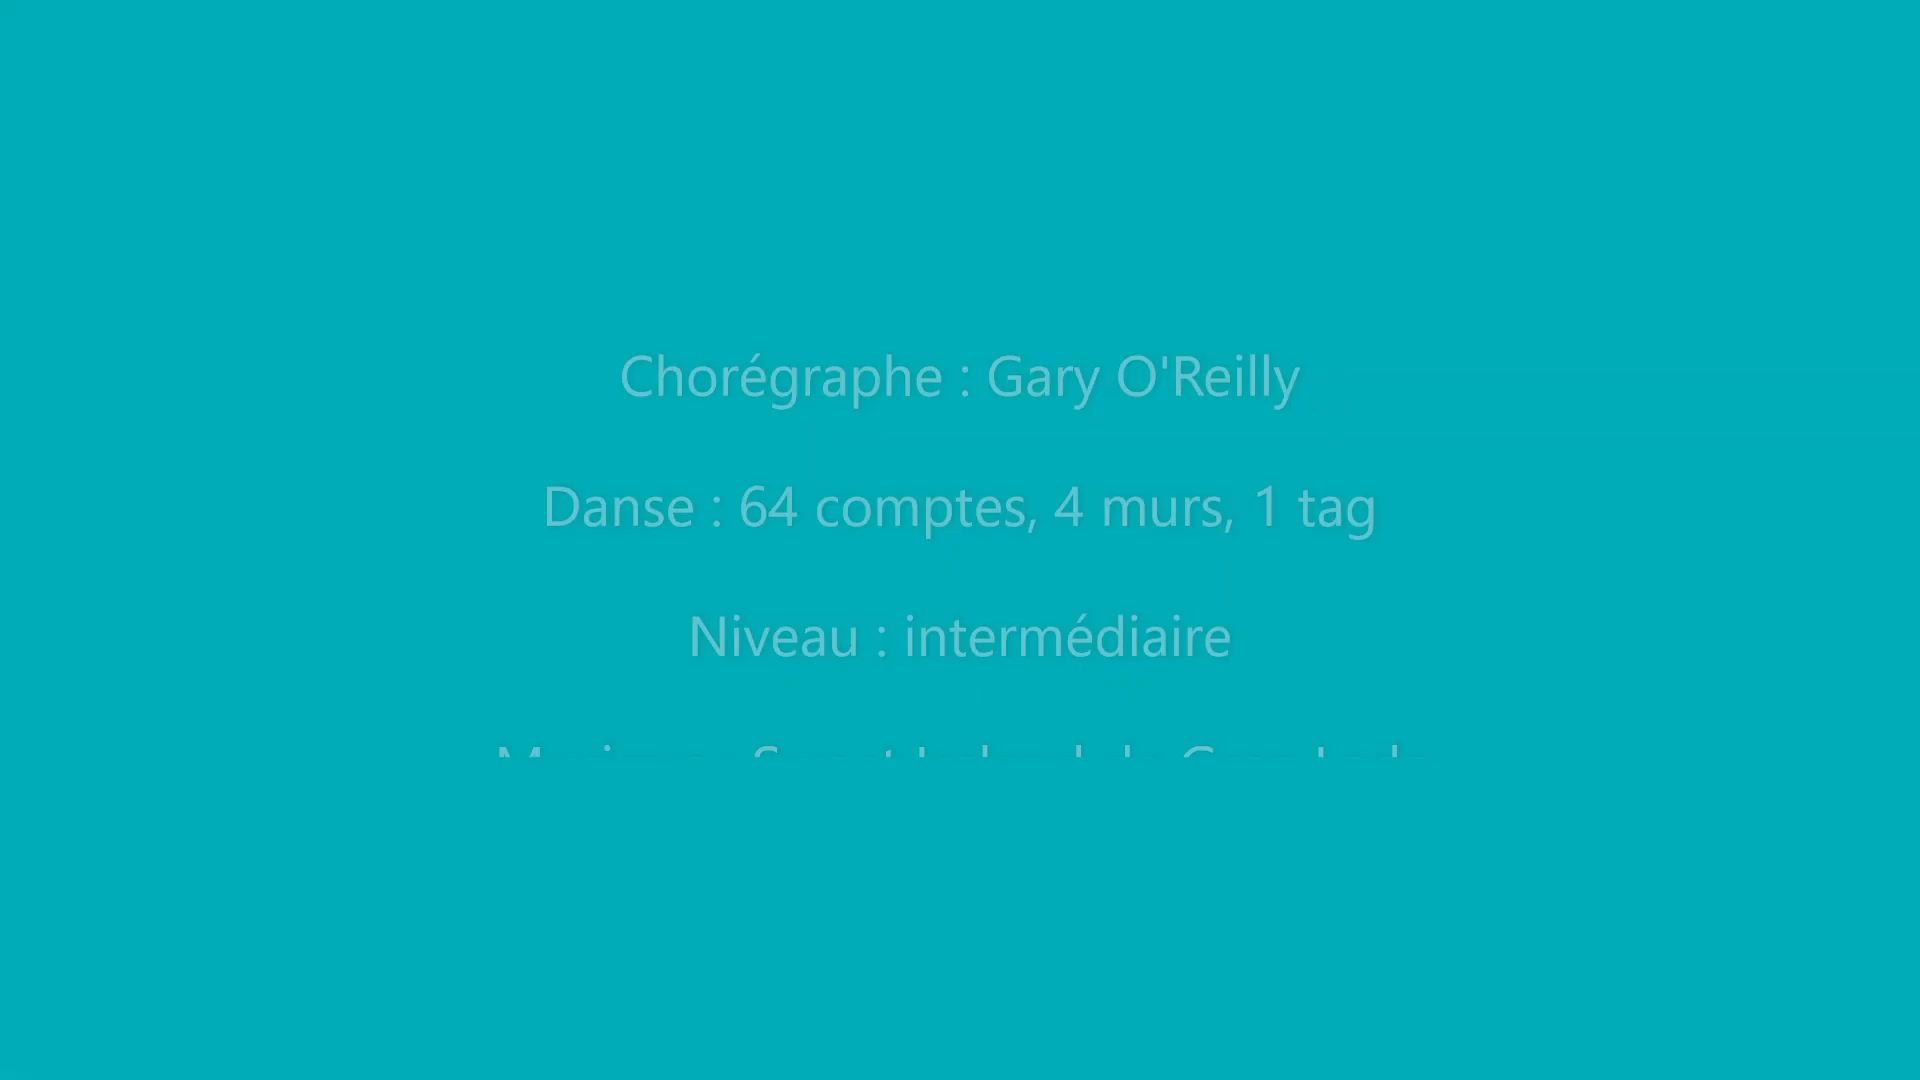 Chorégraphe : Gary O'Reilly
Danse : 64 comptes, 4 murs, 1 tag
Niveau : intermédiaire